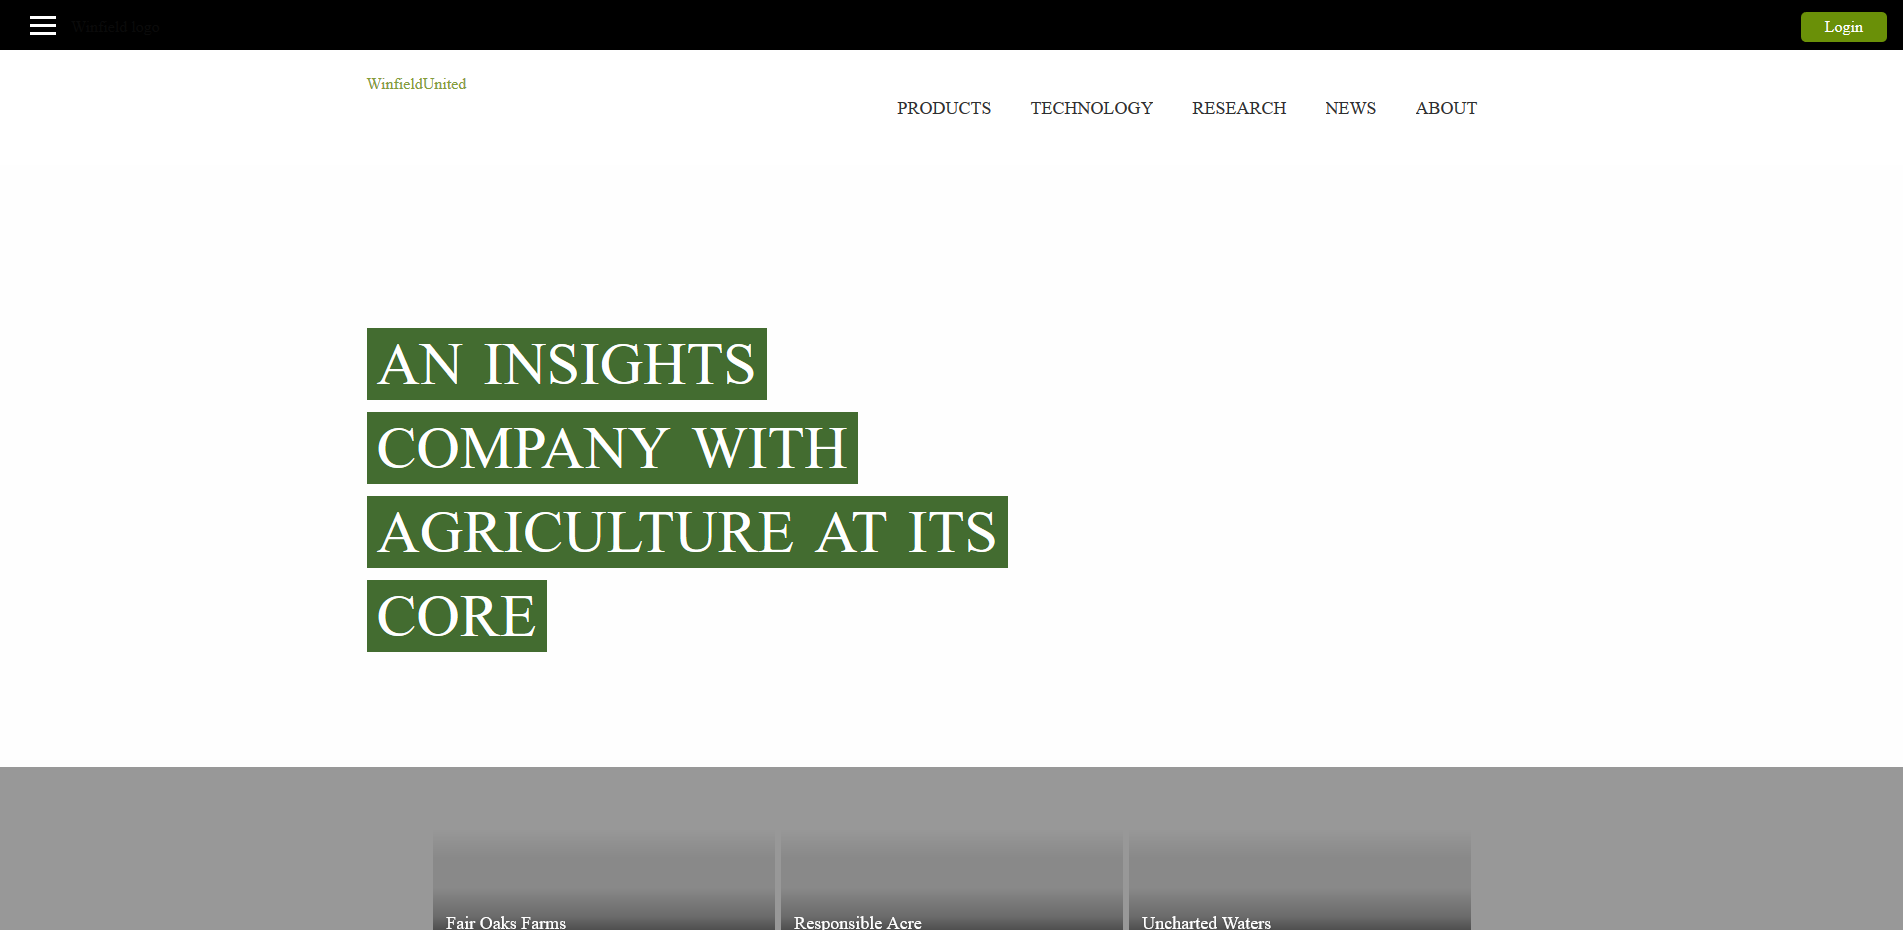 Winfield logo
Login
WinfieldUnited
PRODUCTS TECHNOLOGY RESEARCH NEWS ABOUT
AN INSIGHTS
COMPANY WITH
AGRICULTURE AT ITS
CORE
Fair Oaks Farms
Responsible Acre
Uncharted Waters